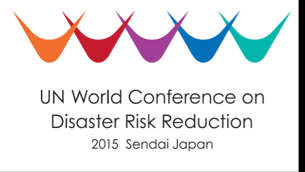 UN World Conference on
Disaster Risk Reduction
2015 Sendai Japan